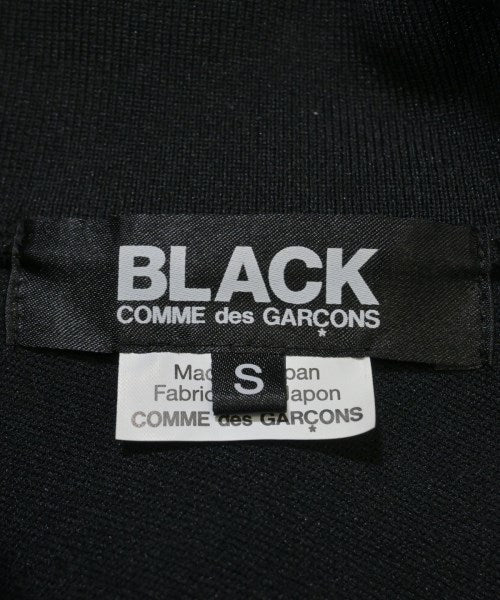 BLACK
COMME des GARÇONS
S
Mad pan
Fabric Japon
COMME des GARÇONS